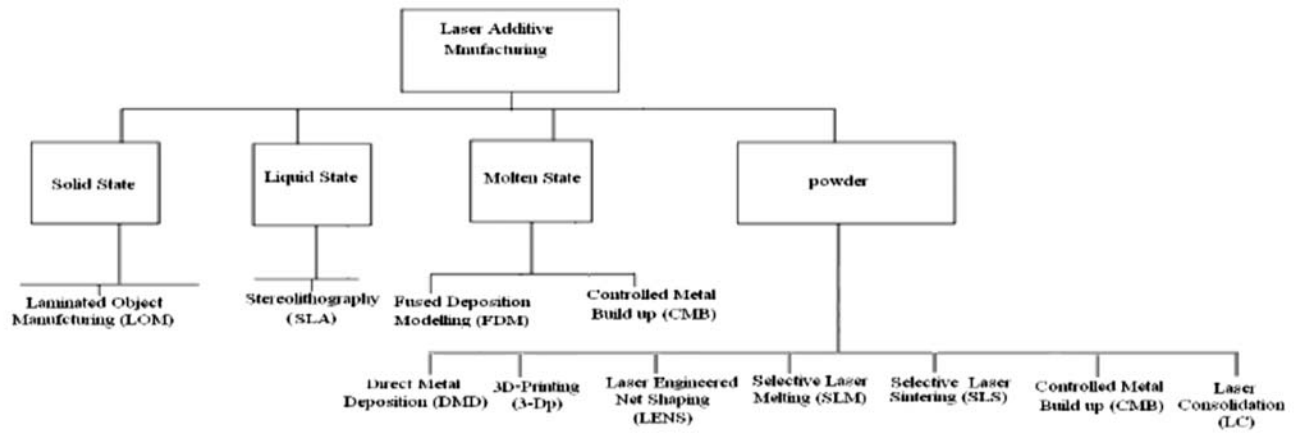 Laser Additive
Mnufacturing
Solid State
Liquid State
Molten State
powder
Laminated Object
Manufcturing (LOM)
Stereolithography
(SLA)
Fused Deposition
Modelling (FDM)
Controlled Metal
Build up (CMB)
Direct Metal
Deposition (DMD)
3D-Printing
(3-Dp)
Laser Engineered
Net Shaping
(LENS)
Selective Laser
Melting (SLM)
Selective Laser
Sintering (SLS)
Controlled Metal
Build up (CMB)
Laser
Consolidation
(LC)